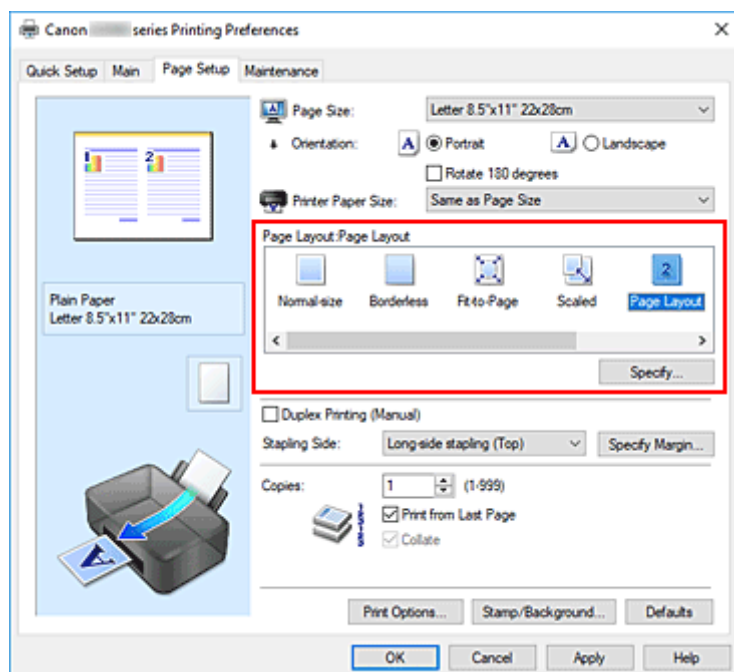 Canon series Printing Preferences
Quick Setup Main Page Setup Maintenance
1 2
Plain Paper
Letter 8.5"x11" 22x28cm
A
Page Size: Letter 8.5"x11" 22x28cm
Orientation: A Portrait A Landscape
Rotate 180 degrees
Printer Paper Size: Same as Page Size
Page Layout:Page Layout
2
Normal-size Borderless Fit-to-Page Scaled Page Layout
Specify...
Duplex Printing (Manual)
Stapling Side: Long-side stapling (Top) Specify Margin...
Copies: 1 (1-999)
Print from Last Page
Collate
Print Options... Stamp/Background... Defaults
OK Cancel Apply Help